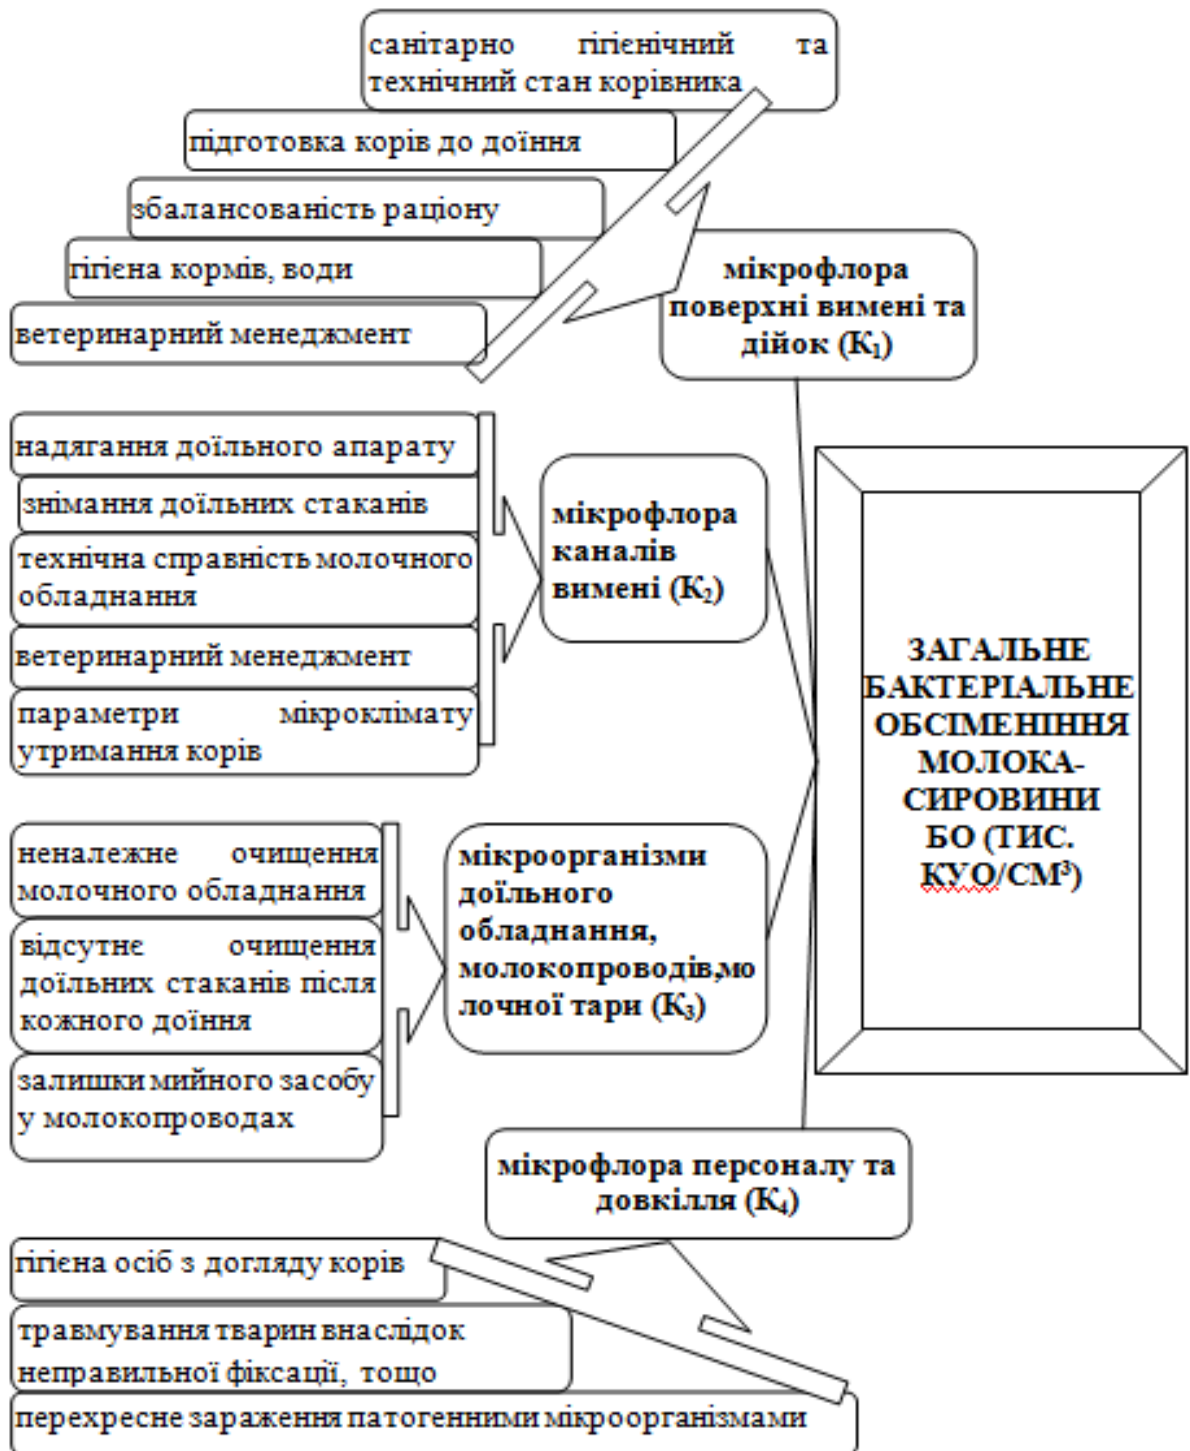 санітарно гігієнічний та
технічний стан корівника
підготовка корів до доїння
збалансованість раціону
гігієна кормів, води
ветеринарний менеджмент
мікрофлора
поверхні вимені та
дійок (К₁)
надягання доїльного апарату
знімання доїльних стаканів
технічна справність молочного
обладнання
ветеринарний менеджмент
параметри мікроклімату
утримання корів
мікрофлора
каналів
вимені (К₂)
неналежне очищення
молочного обладнання
відсутнє очищення
доїльних стаканів після
кожного доїння
залишки мийного засобу
у молокопроводах
мікроорганізми
доїльного
обладнання,
молокопроводів,мо
лочної тари (К₃)
мікрофлора персоналу та
довкілля (К₄)
гігієна осіб з догляду корів
травмування тварин внаслідок
неправильної фіксації, тощо
перехресне зараження патогенними мікроорганізмами
ЗАГАЛЬНЕ
БАКТЕРІАЛЬНЕ
ОБСІМЕНІННЯ
МОЛОКА-
СИРОВИНИ
БО (ТИС.
КУО/СМ³)